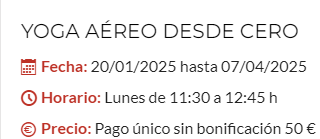 YOGA AÉREO DESDE CERO
Fecha: 20/01/2025 hasta 07/04/2025
Horario: Lunes de 11:30 a 12:45 h
Precio: Pago único sin bonificación 50 €